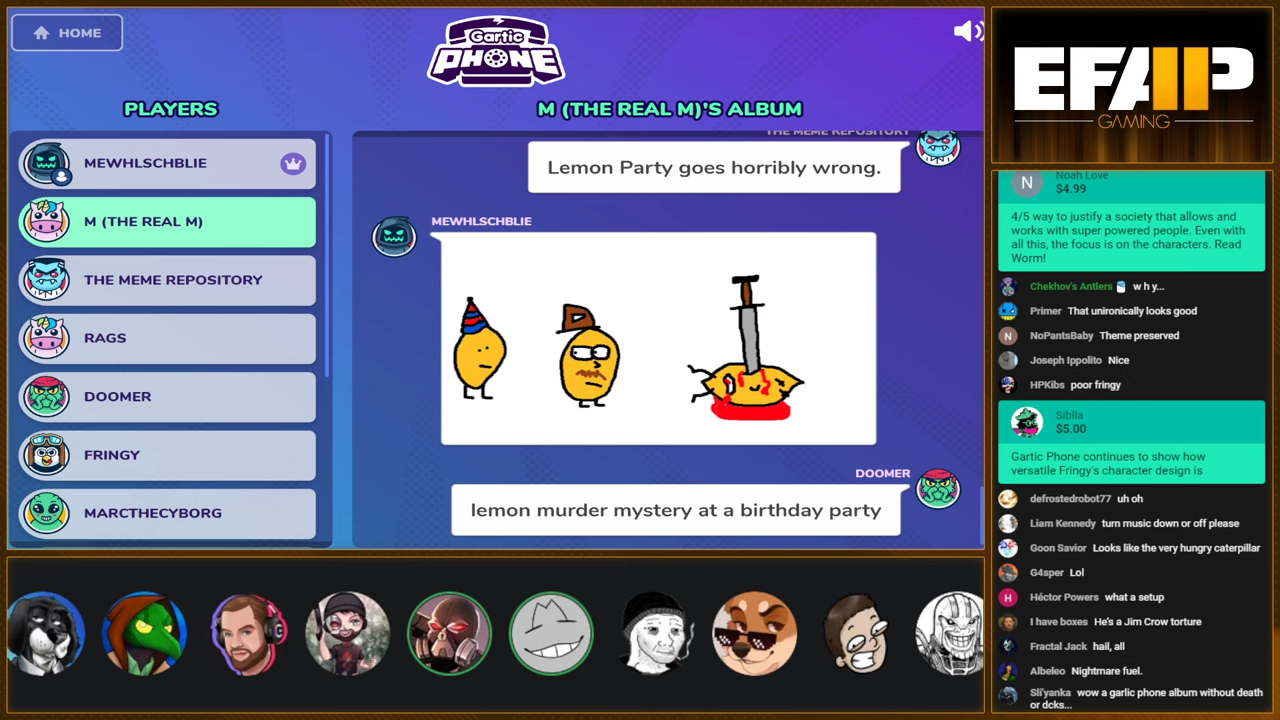 HOME
Gartic
PHONE
PLAYERS
M (THE REAL M)'S ALBUM
MEWHLSCHBLIE
M (THE REAL M)
THE MEME REPOSITORY
RAGS
DOOMER
FRINGY
MARCTHECYBORG
THE MEME REPOSITORY
Lemon Party goes horribly wrong.
MEWHLSCHBLIE
DOOMER
lemon murder mystery at a birthday party
EFAP
GAMING
N
Noah Love
$4.99
4/5 way to justify a society that allows and
works with super powered people. Even with
all this, the focus is on the characters. Read
Worm!
Chekhov's Antlers w h y...
Primer That unironically looks good
N NoPantsBaby Theme preserved
Joseph Ippolito Nice
HPKibs poor fringy
Siblla
$5.00
Gartic Phone continues to show how
versatile Fringy's character design is
defrostedrobot77 uh oh
Liam Kennedy turn music down or off please
Goon Savior Looks like the very hungry caterpillar
G4sper Lol
H Héctor Powers what a setup
I have boxes He's a Jim Crow torture
Fractal Jack hail, all
Albeleo Nightmare fuel.
Sli'yanka wow a garlic phone album without death
or dcks...